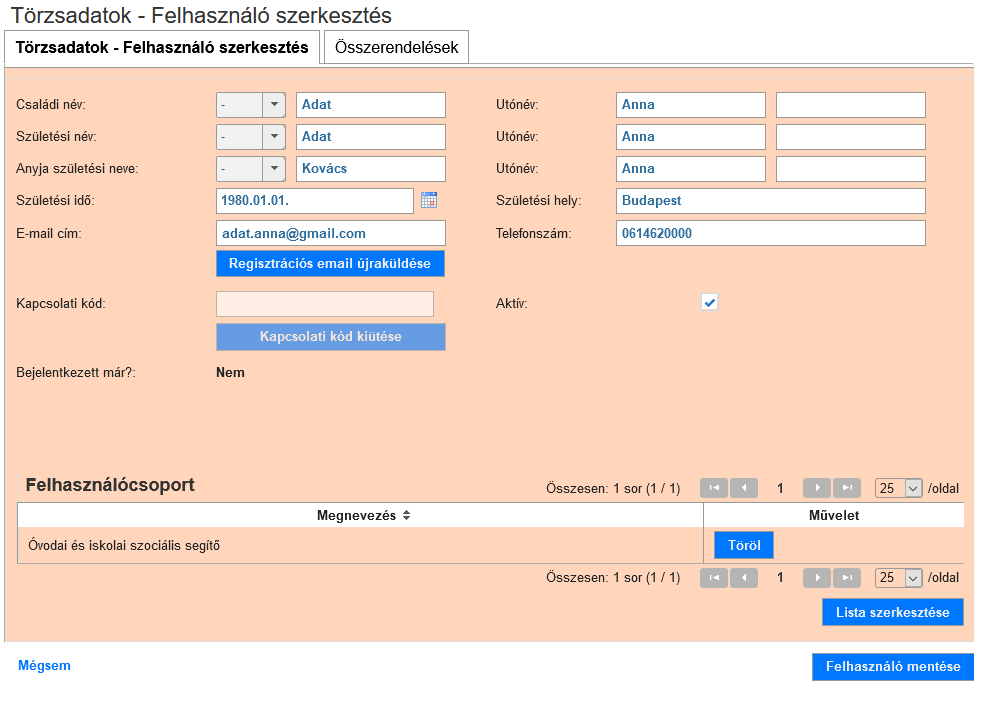 Törzsadatok - Felhasználó szerkesztés
Törzsadatok - Felhasználó szerkesztés Összerendelések
Családi név: - Adat Utónév: Anna
Születési név: - Adat Utónév: Anna
Anyja születési neve: - Kovács Utónév: Anna
Születési idő: 1980.01.01. Születési hely: Budapest
E-mail cím: adat.anna@gmail.com Telefonszám: 0614620000
Regisztrációs email újraküldése
Kapcsolati kód: Aktív:
Kapcsolati kód kiütése
Bejelentkezett már?: Nem
Felhasználócsoport Összesen: 1 sor (1 / 1) 1 25 /oldal
Megnevezés Művelet
Óvodai és iskolai szociális segítő Töröl
Összesen: 1 sor (1 / 1) 1 25 /oldal
Lista szerkesztése
Mégsem Felhasználó mentése